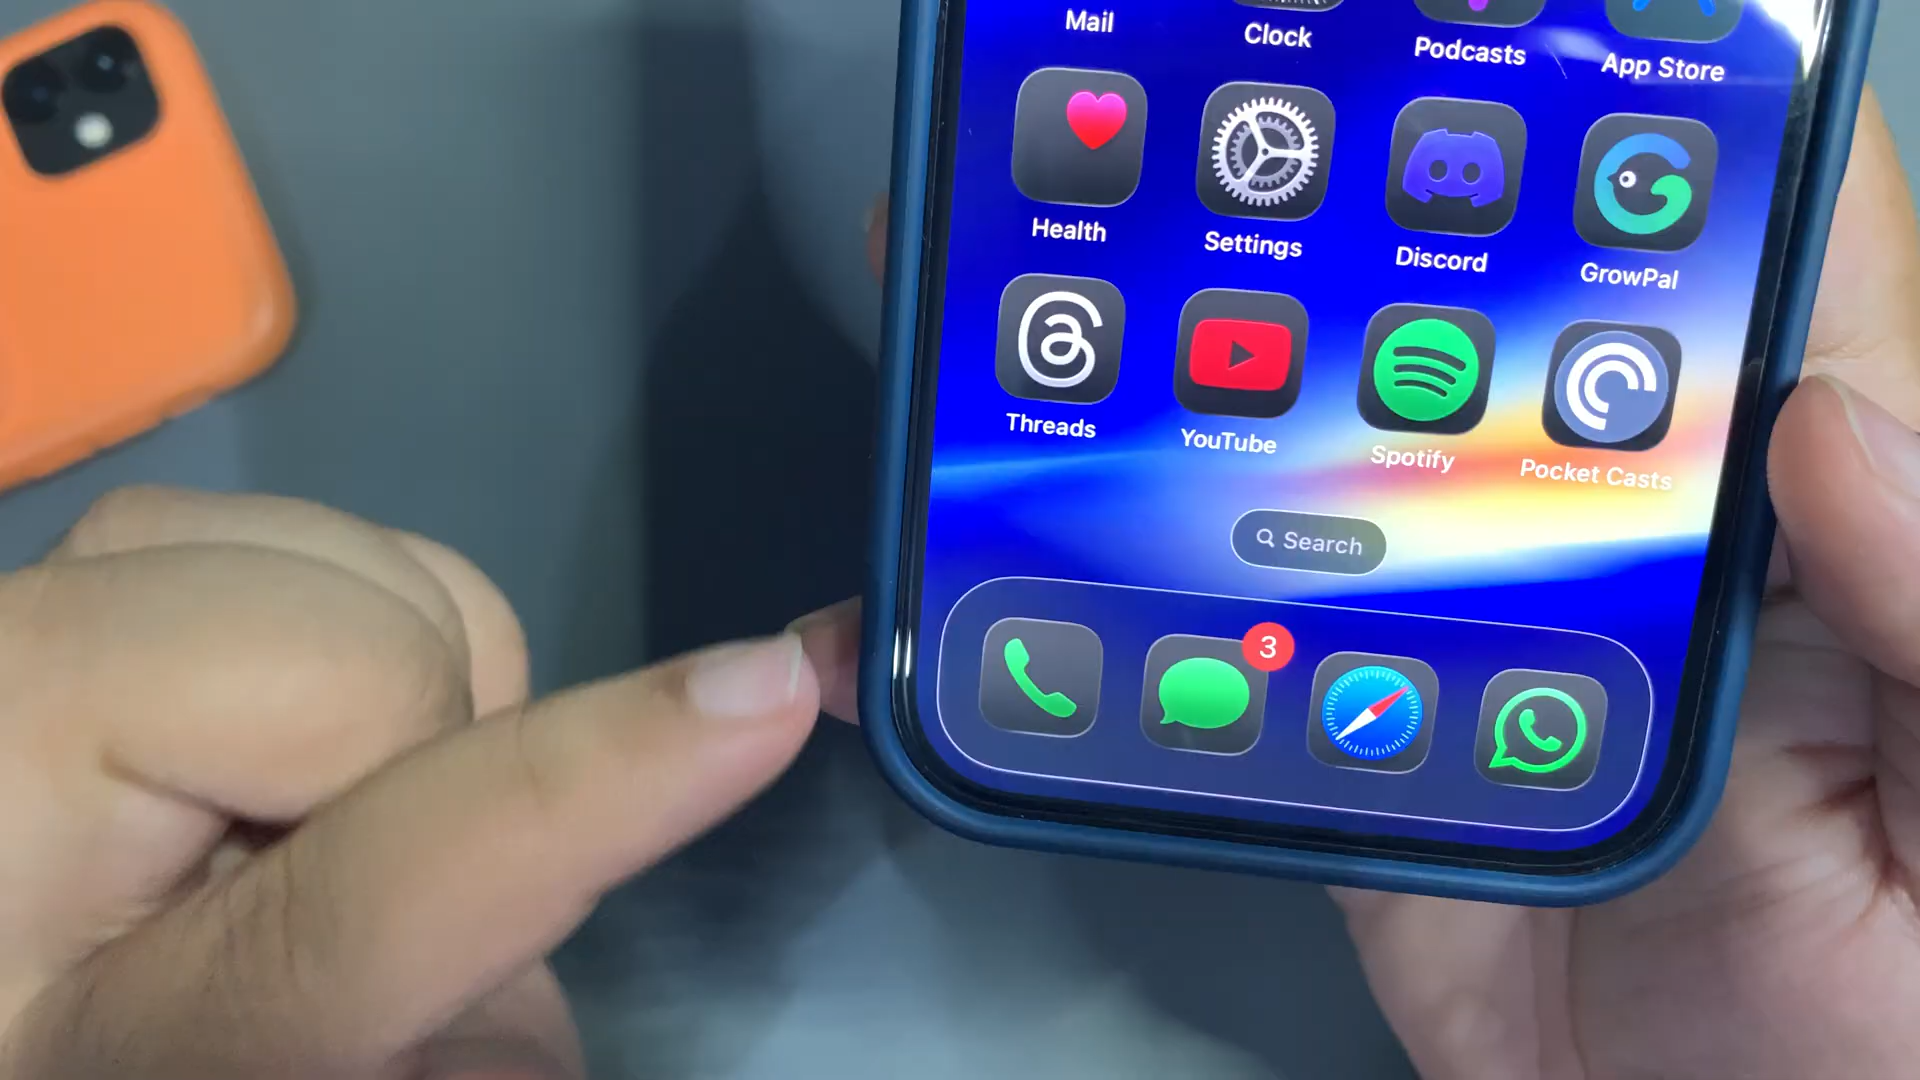 Mail Clock Podcasts App Store
Health Settings Discord GrowPal
Threads YouTube Spotify Pocket Casts
Search
3